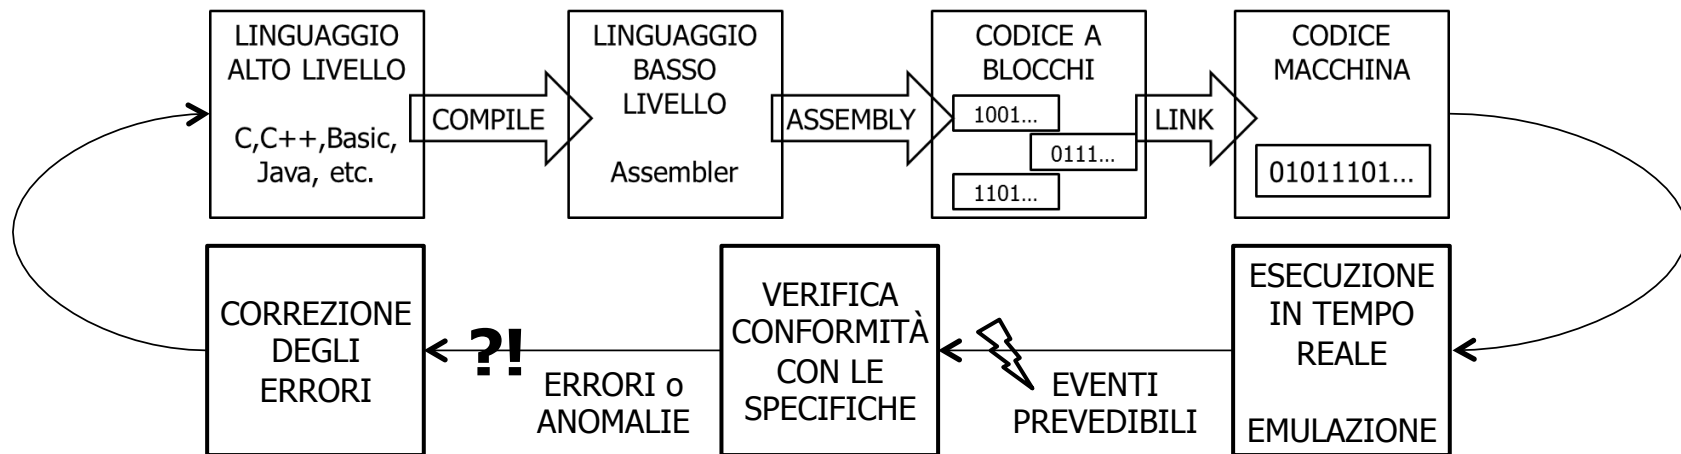 LINGUAGGIO
ALTO LIVELLO
C,C++,Basic,
Java, etc.
COMPILE
LINGUAGGIO
BASSO
LIVELLO
Assembler
ASSEMBLY
CODICE A
BLOCCHI
1001...
0111...
1101...
LINK
CODICE
MACCHINA
01011101...
ESECUZIONE
IN TEMPO
REALE
EMULAZIONE
EVENTI
PREVEDIBILI
VERIFICA
CONFORMITÀ
CON LE
SPECIFICHE
?!
ERRORI o
ANOMALIE
CORREZIONE
DEGLI
ERRORI